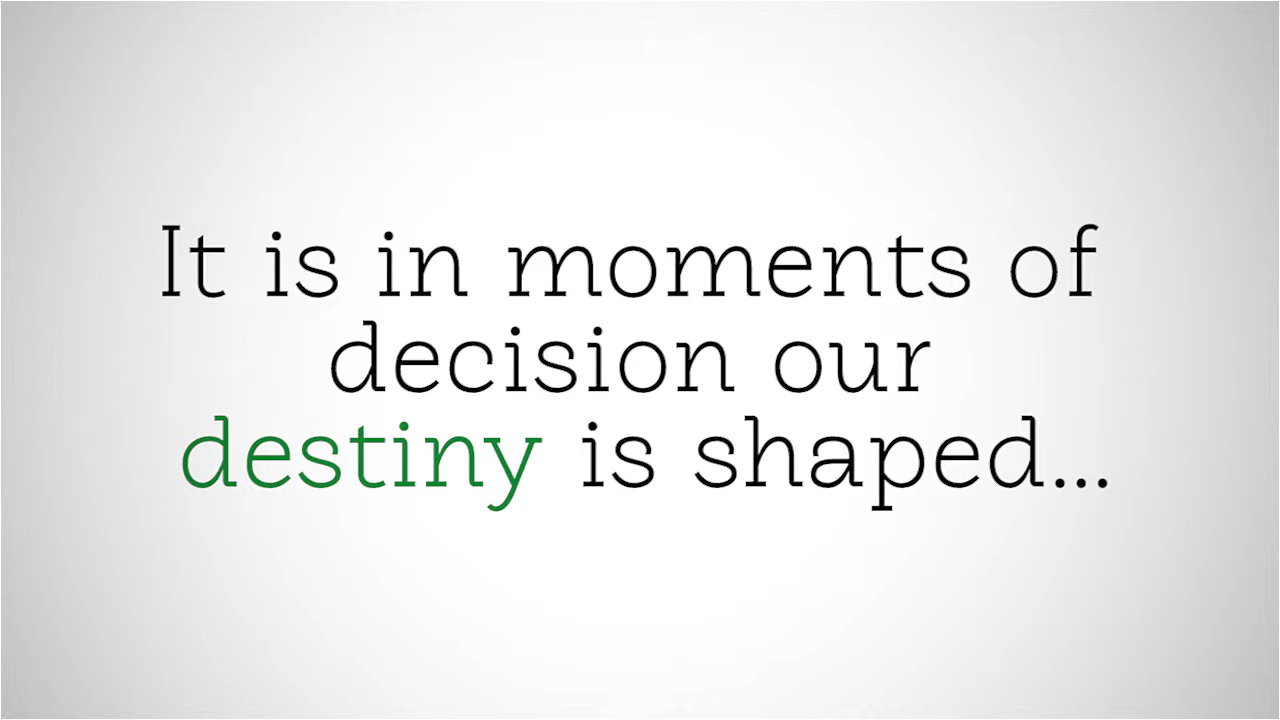 It is in moments of
decision our
destiny is shaped...